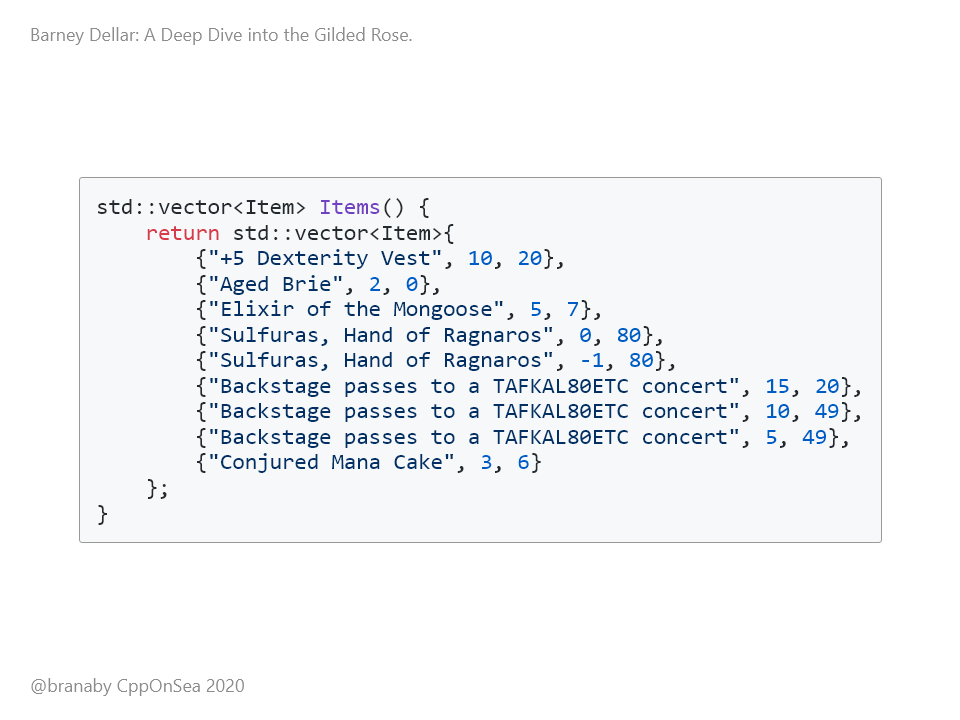 Barney Dellar: A Deep Dive into the Gilded Rose.
std::vector<Item> Items() {
    return std::vector<Item>{
        {"+5 Dexterity Vest", 10, 20},
        {"Aged Brie", 2, 0},
        {"Elixir of the Mongoose", 5, 7},
        {"Sulfuras, Hand of Ragnaros", 0, 80},
        {"Sulfuras, Hand of Ragnaros", -1, 80},
        {"Backstage passes to a TAFKAL80ETC concert", 15, 20},
        {"Backstage passes to a TAFKAL80ETC concert", 10, 49},
        {"Backstage passes to a TAFKAL80ETC concert", 5, 49},
        {"Conjured Mana Cake", 3, 6}
    };
}
@branaby CppOnSea 2020